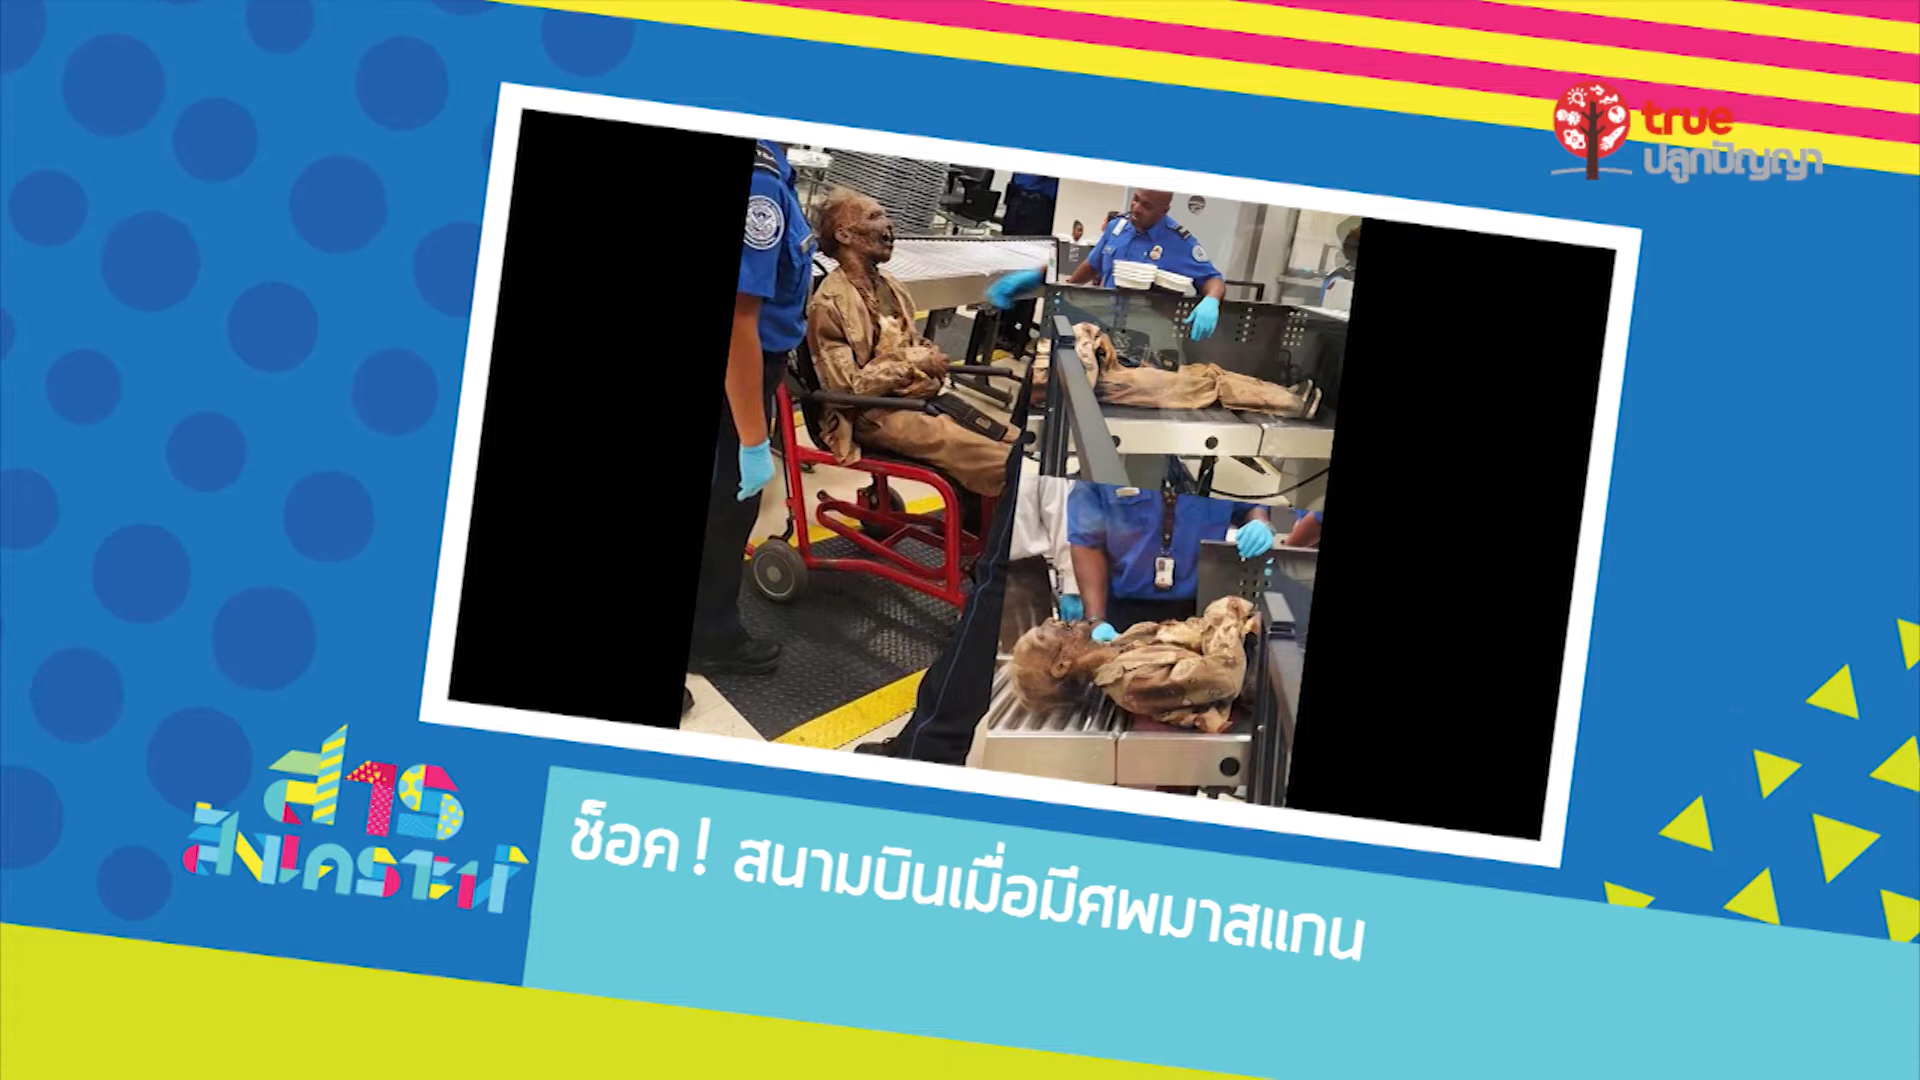 true
ปลูกปัญญา
สาร
สังเคราะห์
ช็อค! สนามบินเมื่อมีศพมาสแกน